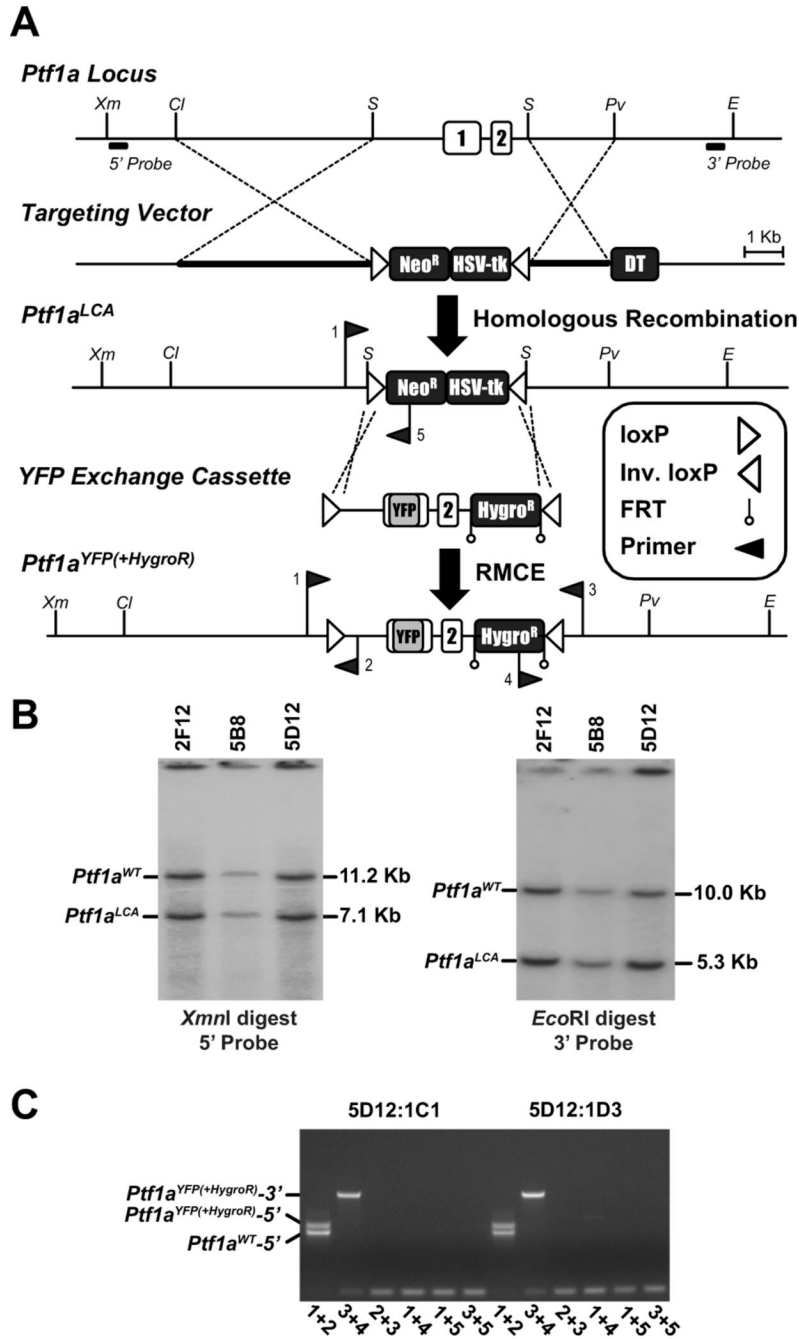 A
Ptf1a Locus
Xm Cl S S Pv E
1 2
5' Probe 3' Probe
Targeting Vector
1 Kb
NeoR HSV-tk DT
Ptf1aLCA
Homologous Recombination
1
Xm Cl S S Pv E
NeoR HSV-tk
5
loxP
Inv. loxP
FRT
Primer
YFP Exchange Cassette
YFP 2 HygroR
Ptf1aYFP(+HygroR)
RMCE
1 3
Xm Cl Pv E
YFP 2 HygroR
2 4
B
2F12 5B8 5D12
Ptf1aWT 11.2 Kb
Ptf1aLCA 7.1 Kb
XmnI digest
5' Probe
2F12 5B8 5D12
Ptf1aWT 10.0 Kb
Ptf1aLCA 5.3 Kb
EcoRI digest
3' Probe
C
5D12:1C1 5D12:1D3
Ptf1aYFP(+HygroR)-3'
Ptf1aYFP(+HygroR)-5'
Ptf1aWT-5'
1+2 3+4 2+3 1+4 1+5 3+5 1+2 3+4 2+3 1+4 1+5 3+5